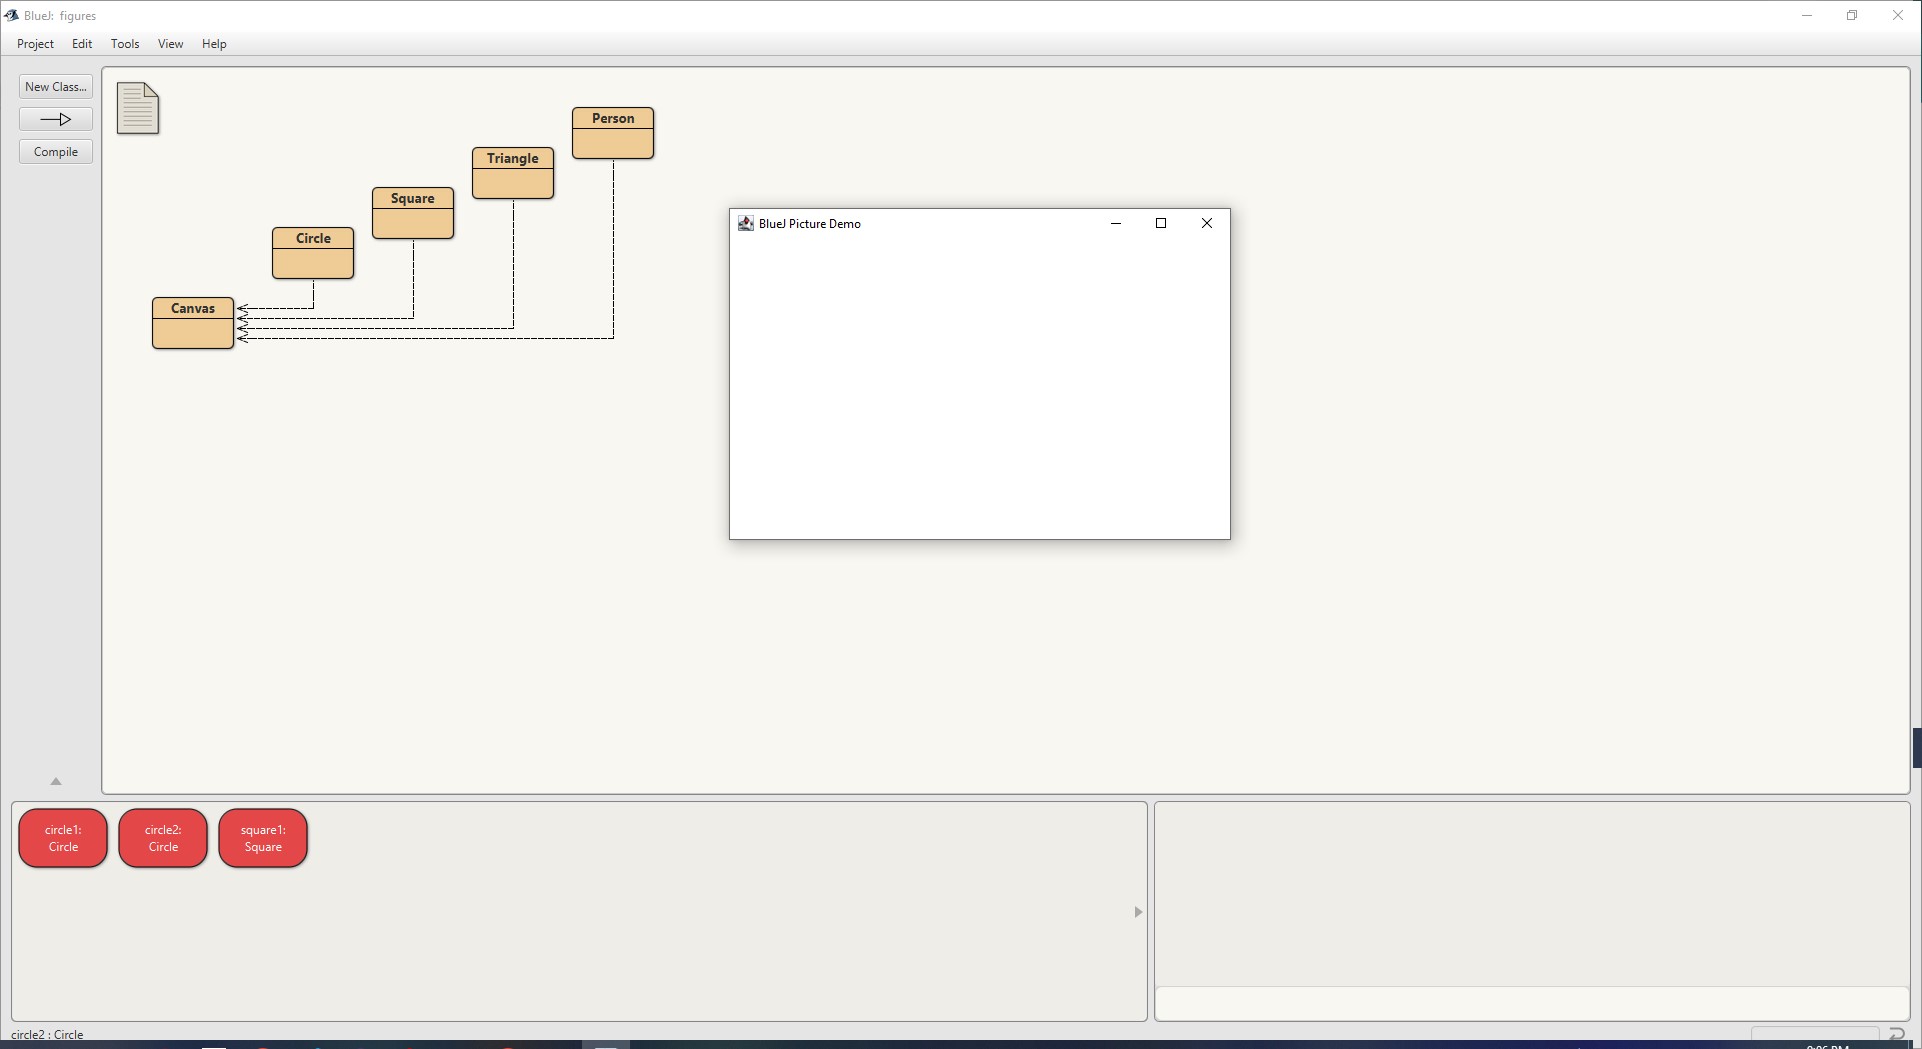 BlueJ: figures
Project Edit Tools View Help
New Class...
Compile
Person
Triangle
Square
Circle
Canvas
BlueJ Picture Demo
circle1:
Circle
circle2:
Circle
square1:
Square
circle2 : Circle